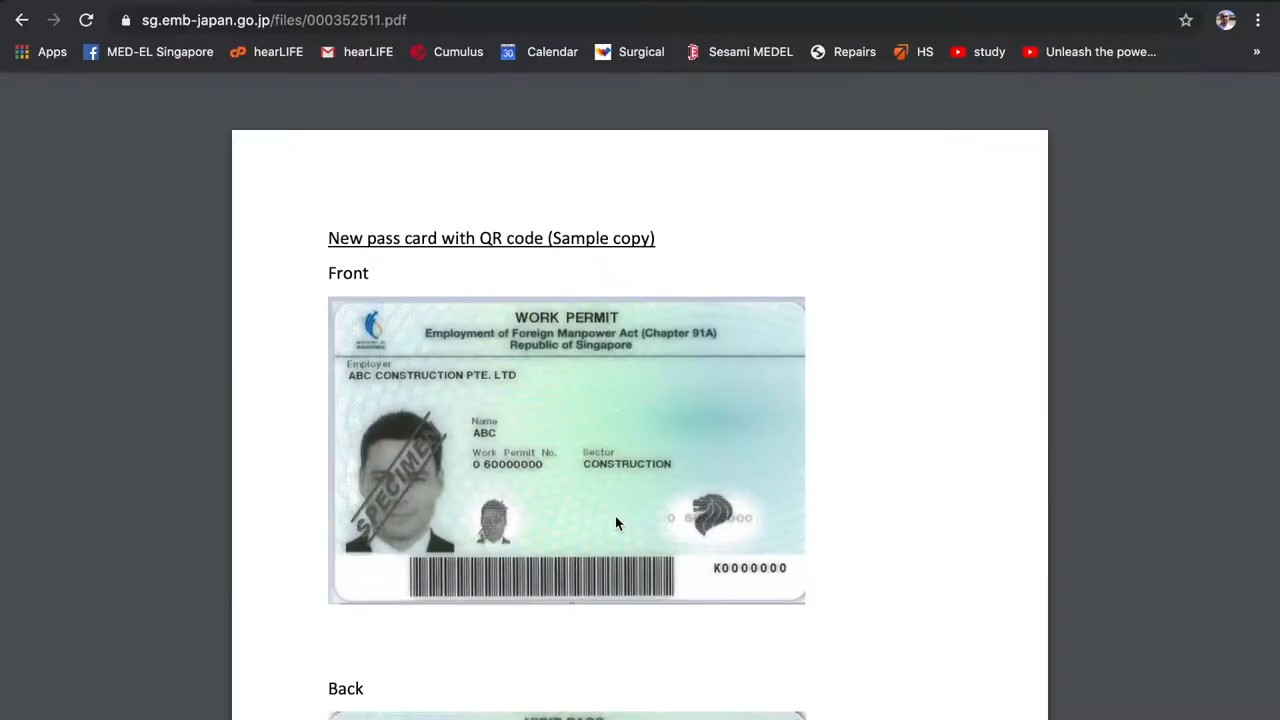 sg.emb-japan.go.jp/files/000352511.pdf
Apps MED-EL Singapore hearLIFE hearLIFE Cumulus 30 Calendar Surgical Sesami MEDEL Repairs HS study Unleash the powe... »
New pass card with QR code (Sample copy)
Front
WORK PERMIT
Employment of Foreign Manpower Act (Chapter 91A)
Republic of Singapore
Employer
ABC CONSTRUCTION PTE. LTD
Name
ABC
Work Permit No. Sector
0 60000000 CONSTRUCTION
SPECIMEN
K0000000
Back